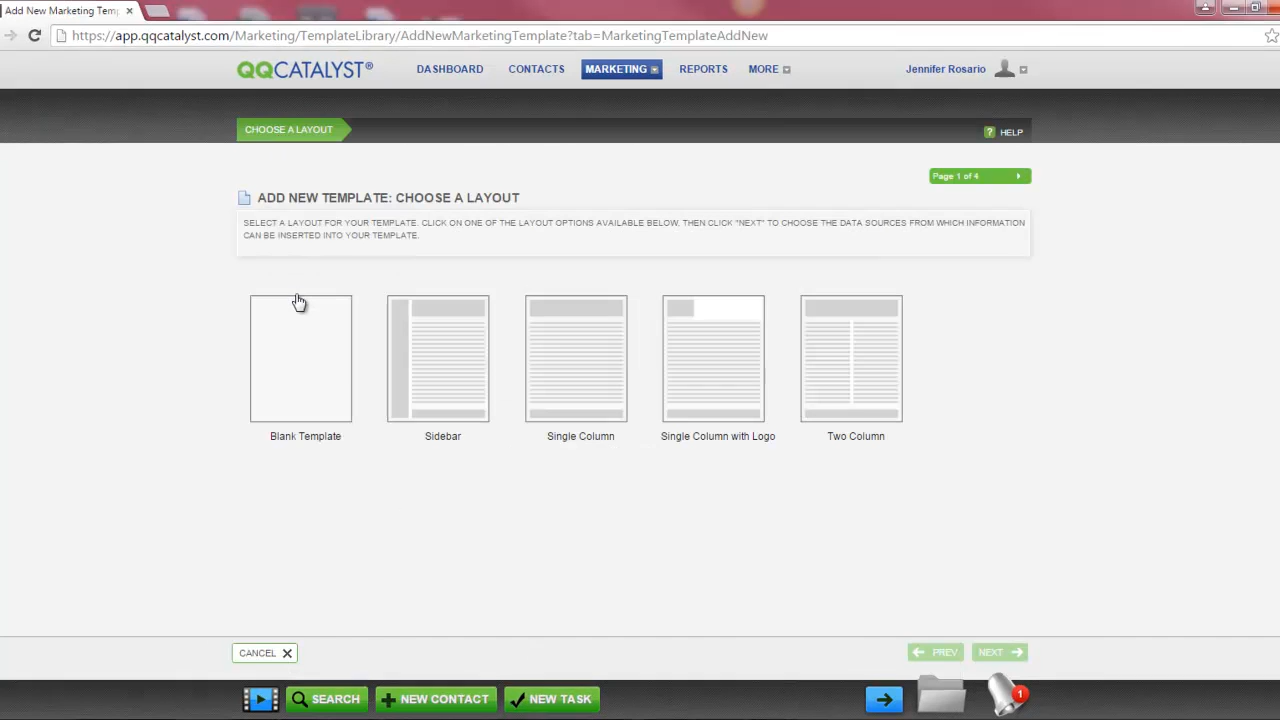 Add New Marketing Temp
https://app.qqcatalyst.com/Marketing/TemplateLibrary/AddNewMarketingTemplate?tab=MarketingTemplateAddNew
QQCATALYST®
DASHBOARD
CONTACTS
MARKETING
REPORTS
MORE
Jennifer Rosario
CHOOSE A LAYOUT
? HELP
Page 1 of 4
ADD NEW TEMPLATE: CHOOSE A LAYOUT
SELECT A LAYOUT FOR YOUR TEMPLATE. CLICK ON ONE OF THE LAYOUT OPTIONS AVAILABLE BELOW, THEN CLICK "NEXT" TO CHOOSE THE DATA SOURCES FROM WHICH INFORMATION
CAN BE INSERTED INTO YOUR TEMPLATE.
Blank Template
Sidebar
Single Column
Single Column with Logo
Two Column
CANCEL
PREV
NEXT
SEARCH
NEW CONTACT
NEW TASK
1